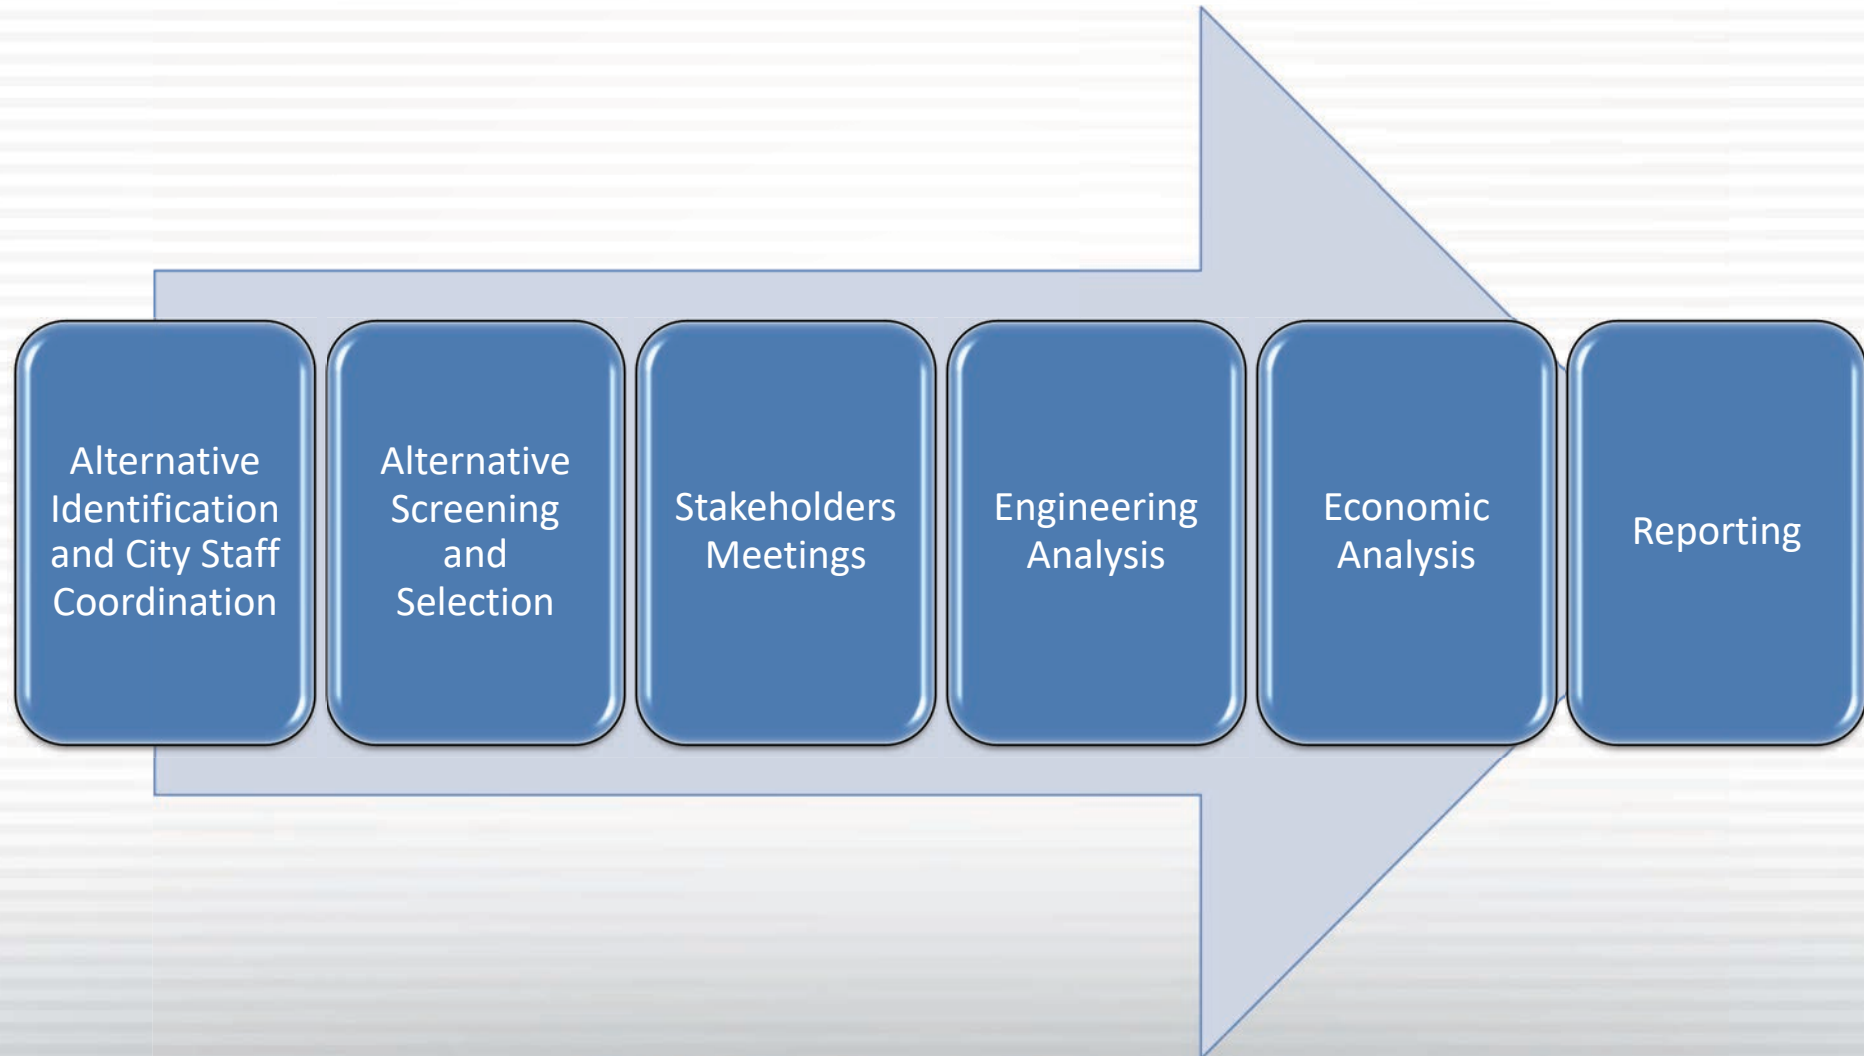 Alternative
Identification
and City Staff
Coordination
Alternative
Screening
and
Selection
Stakeholders
Meetings
Engineering
Analysis
Economic
Analysis
Reporting